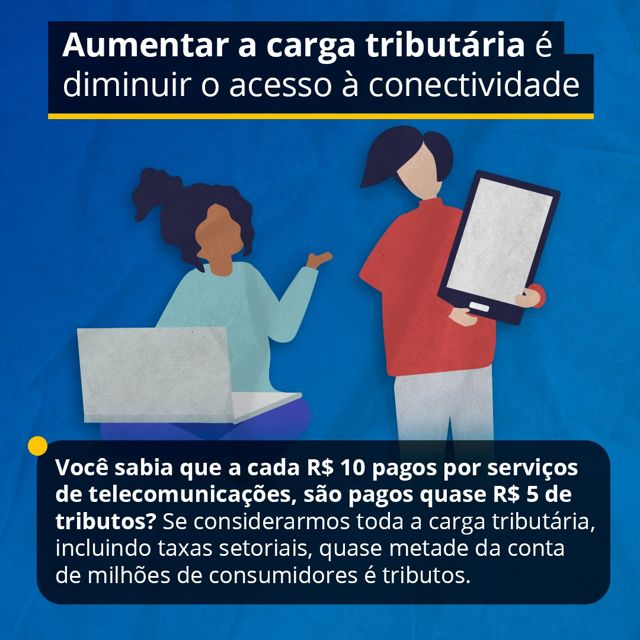 Aumentar a carga tributária é
diminuir o acesso à conectividade
Você sabia que a cada R$ 10 pagos por serviços
de telecomunicações, são pagos quase R$ 5 de
tributos? Se considerarmos toda a carga tributária,
incluindo taxas setoriais, quase metade da conta
de milhões de consumidores é tributos.